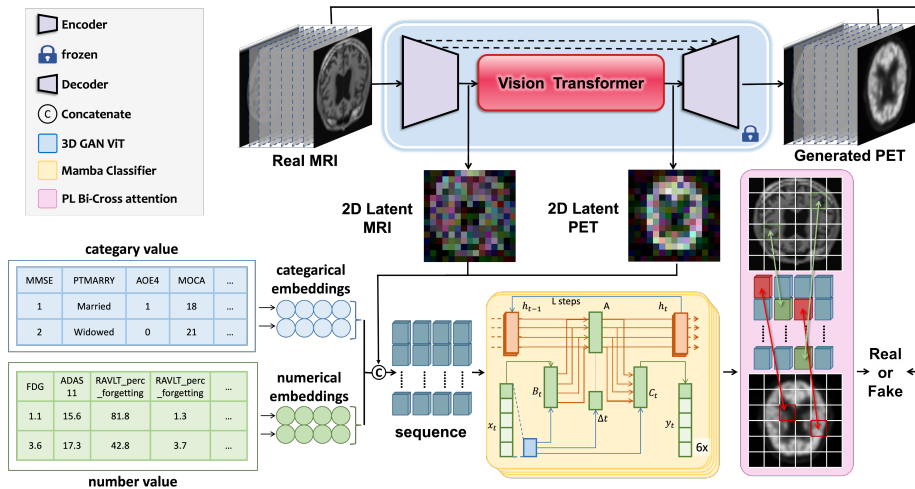 Encoder
frozen
Decoder
C Concatenate
3D GAN ViT
Mamba Classifier
PL Bi-Cross attention
Vision Transformer
Real MRI
Generated PET
2D Latent
MRI
2D Latent
PET
categary value
MMSE PTMARRY AOE4 MOCA ...
1 Married 1 18 ...
2 Widowed 0 21 ...
categarical
embeddings
FDG ADAS 11 RAVLT_perc_forgetting RAVLT_perc_forgetting ...
1.1 15.6 81.8 1.3 ...
3.6 17.3 42.8 3.7 ...
number value
numerical
embeddings
C
sequence
L steps
h_{t-1} A h_t
B_t C_t
x_t Δt y_t
6x
Real
or
Fake